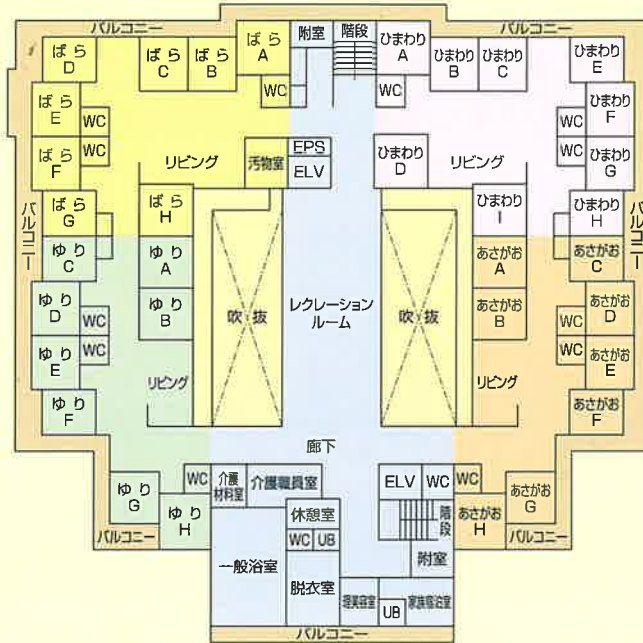 バルコニー
バルコニー
ばら
D
ばら
C
ばら
B
ばら
A
附室
階段
ひまわり
A
ひまわり
B
ひまわり
C
ひまわり
E
ばら
E
WC
WC
WC
WC
ひまわり
F
ばら
F
WC
リビング
汚物室
EPS
ELV
ひまわり
D
リビング
WC
ひまわり
G
ばら
G
ばら
H
ひまわり
I
ひまわり
H
バルコニー
バルコニー
ゆり
C
ゆり
A
あさがお
A
あさがお
C
ゆり
D
WC
ゆり
B
吹抜
レクレーション
ルーム
吹抜
あさがお
B
WC
あさがお
D
ゆり
E
WC
リビング
リビング
WC
あさがお
E
ゆり
F
あさがお
F
廊下
ゆり
G
WC
ゆり
H
介護
材料室
介護職員室
ELV
WC
WC
あさがお
H
あさがお
G
バルコニー
休憩室
階段
バルコニー
一般浴室
WC
UB
附室
脱衣室
理美容室
UB
家族宿泊室
バルコニー